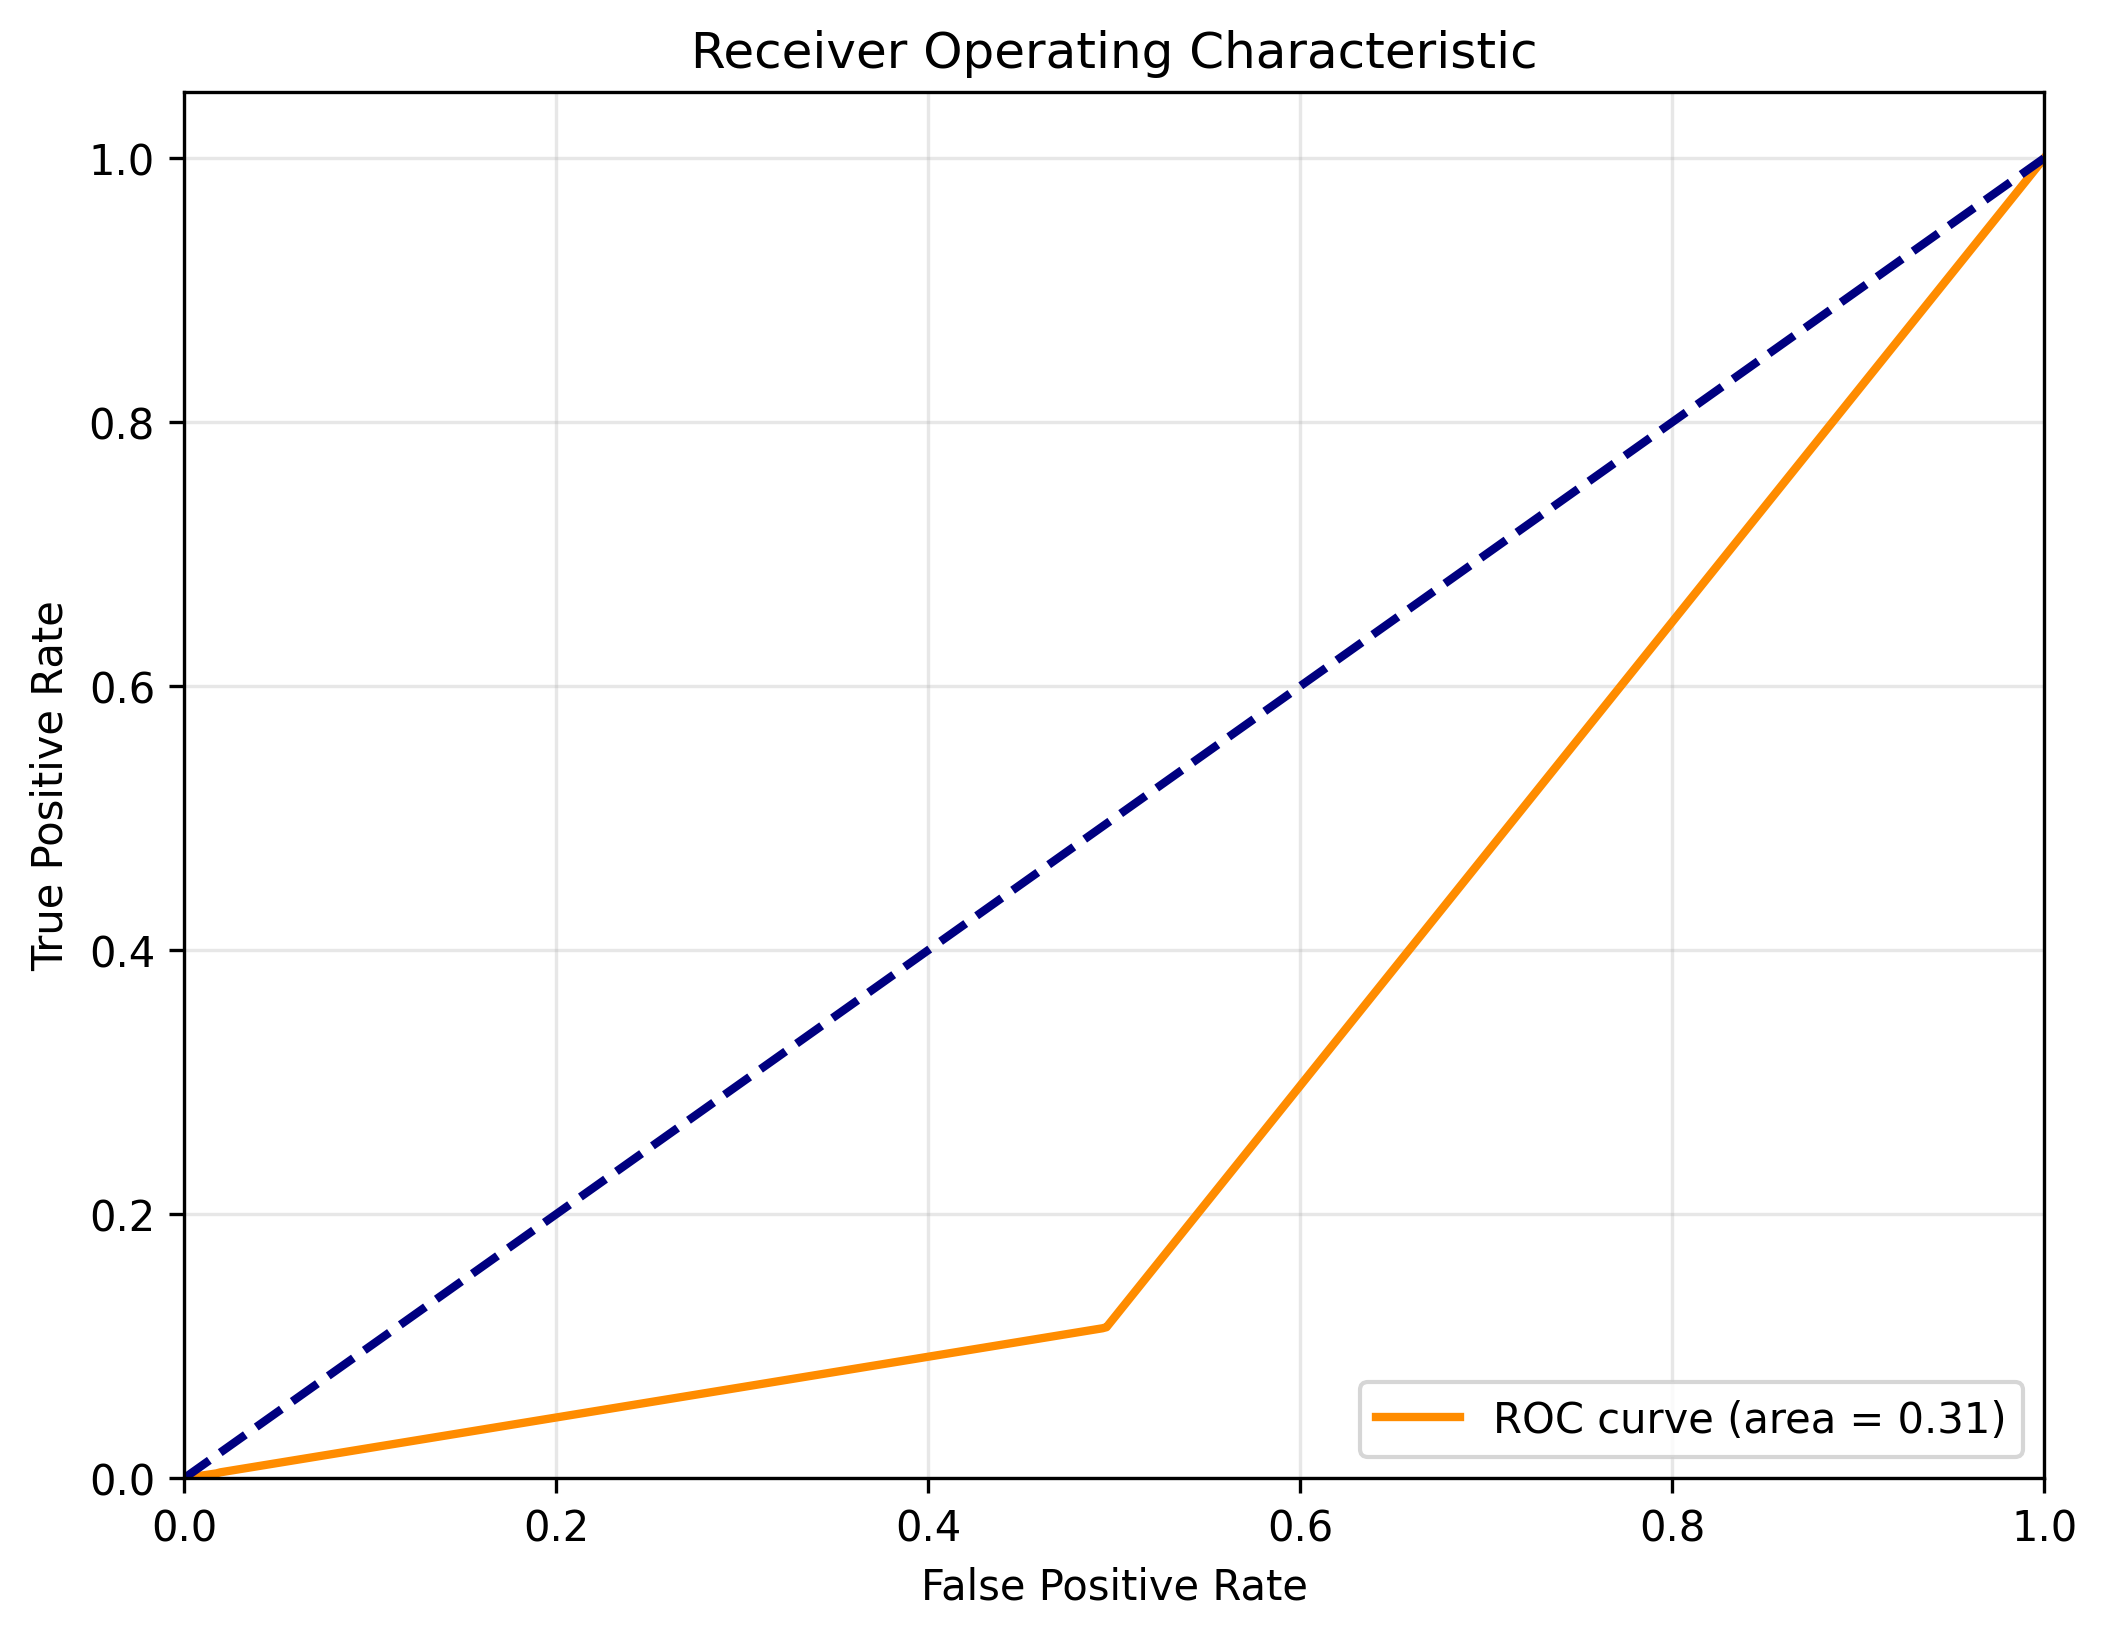 Receiver Operating Characteristic
1.0
0.8
0.6
0.4
0.2
0.0
True Positive Rate
ROC curve (area = 0.31)
0.0 0.2 0.4 0.6 0.8 1.0
False Positive Rate